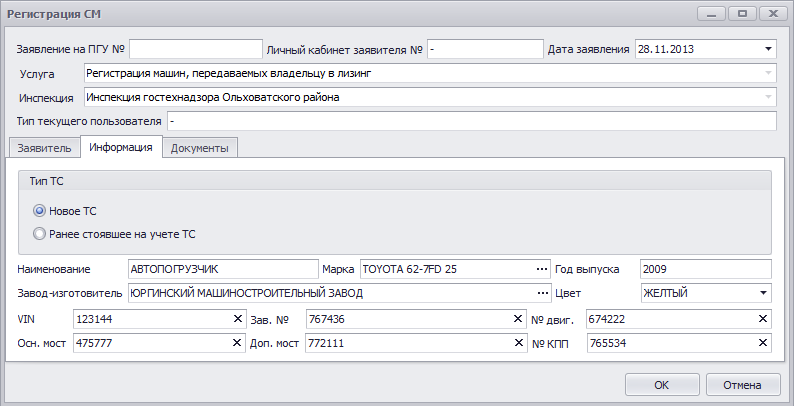 Регистрация СМ
Заявление на ПГУ № Личный кабинет заявителя № - Дата заявления 28.11.2013
Услуга Регистрация машин, передаваемых владельцу в лизинг
Инспекция Инспекция гостехнадзора Ольховатского района
Тип текущего пользователя -
Заявитель Информация Документы
Тип ТС
Новое ТС
Ранее стоявшее на учете ТС
Наименование АВТОПОГРУЗЧИК Марка TOYOTA 62-7FD 25 ... Год выпуска 2009
Завод-изготовитель ЮРГИНСКИЙ МАШИНОСТРОИТЕЛЬНЫЙ ЗАВОД ... Цвет ЖЕЛТЫЙ
VIN 123144 Зав. № 767436 № двиг. 674222
Осн. мост 475777 Доп. мост 772111 № КПП 765534
ОК Отмена